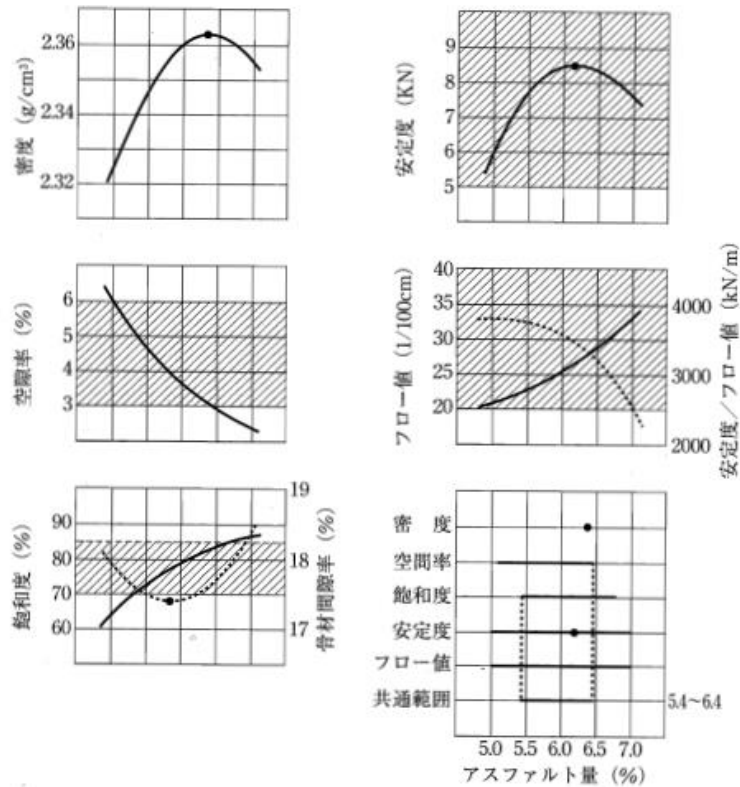 密度 (g/cm³)
2.36
2.34
2.32
安定度 (KN)
9
8
7
6
5
空隙率 (%)
6
5
4
3
フロー値 (1/100cm)
40
35
30
25
20
4000
3000
2000
安定度/フロー値 (kN/m)
飽和度 (%)
90
80
70
60
19
18
17
骨材間隙率 (%)
密 度
空間率
飽和度
安定度
フロー値
共通範囲
5.4~6.4
5.0 5.5 6.0 6.5 7.0
アスファルト量 (%)